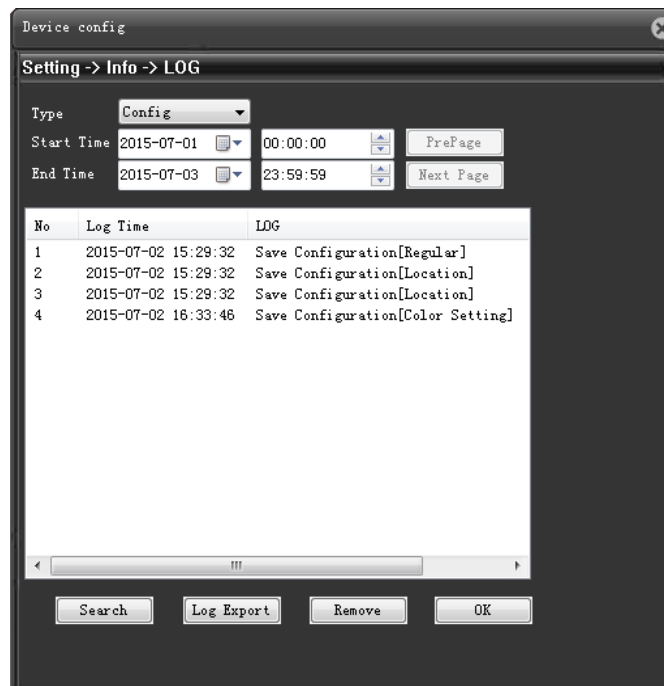 Device config
Setting -> Info -> LOG
Type Config
Start Time 2015-07-01 00:00:00 PrePage
End Time 2015-07-03 23:59:59 Next Page
No Log Time LOG
1 2015-07-02 15:29:32 Save Configuration[Regular]
2 2015-07-02 15:29:32 Save Configuration[Location]
3 2015-07-02 15:29:32 Save Configuration[Location]
4 2015-07-02 16:33:46 Save Configuration[Color Setting]
Search Log Export Remove OK